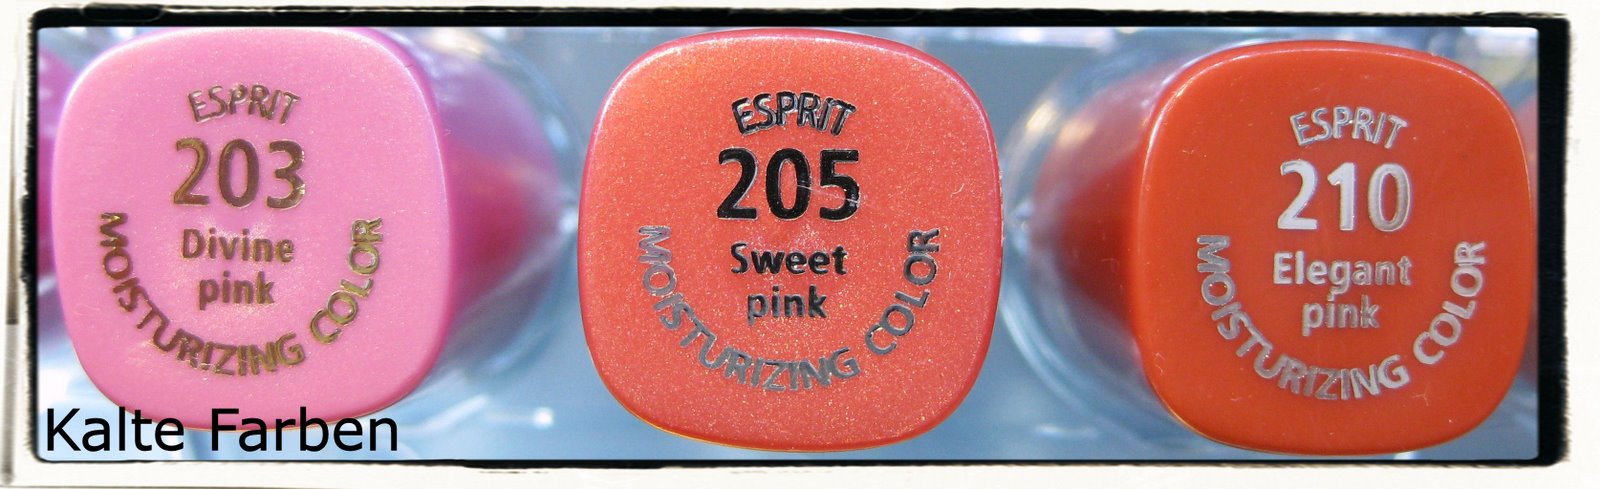 ESPRIT
203
Divine
pink
MOISTURIZING COLOR
ESPRIT
205
Sweet
pink
MOISTURIZING COLOR
ESPRIT
210
Elegant
pink
MOISTURIZING COLOR
Kalte Farben